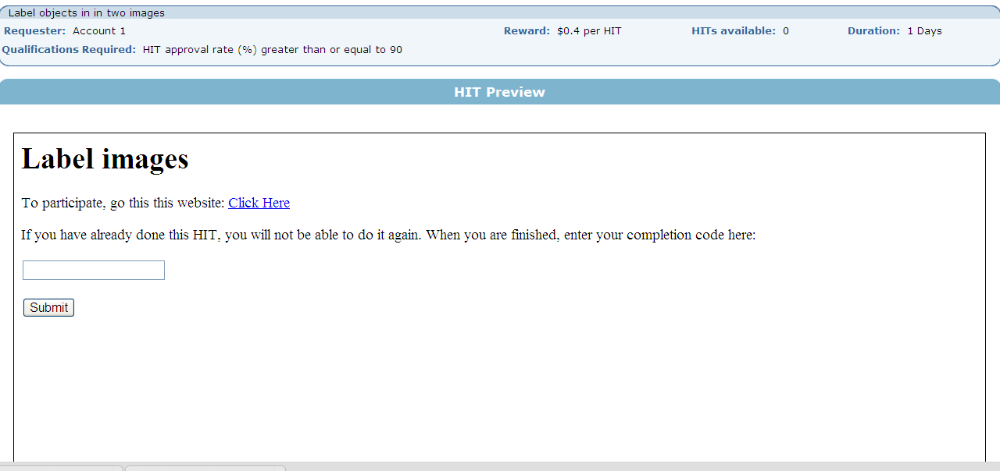 Label objects in in two images
Requester: Account 1 Reward: $0.4 per HIT HITs available: 0 Duration: 1 Days
Qualifications Required: HIT approval rate (%) greater than or equal to 90
HIT Preview
Label images
To participate, go this this website: Click Here
If you have already done this HIT, you will not be able to do it again. When you are finished, enter your completion code here:
Submit